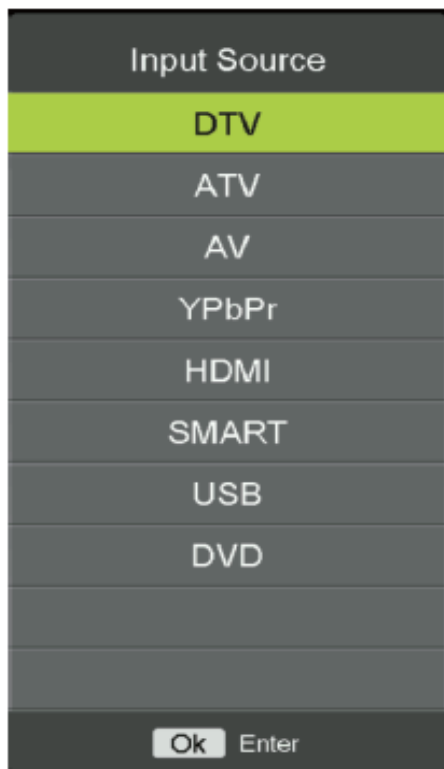 Input Source
DTV
ATV
AV
YPbPr
HDMI
SMART
USB
DVD
Ok Enter